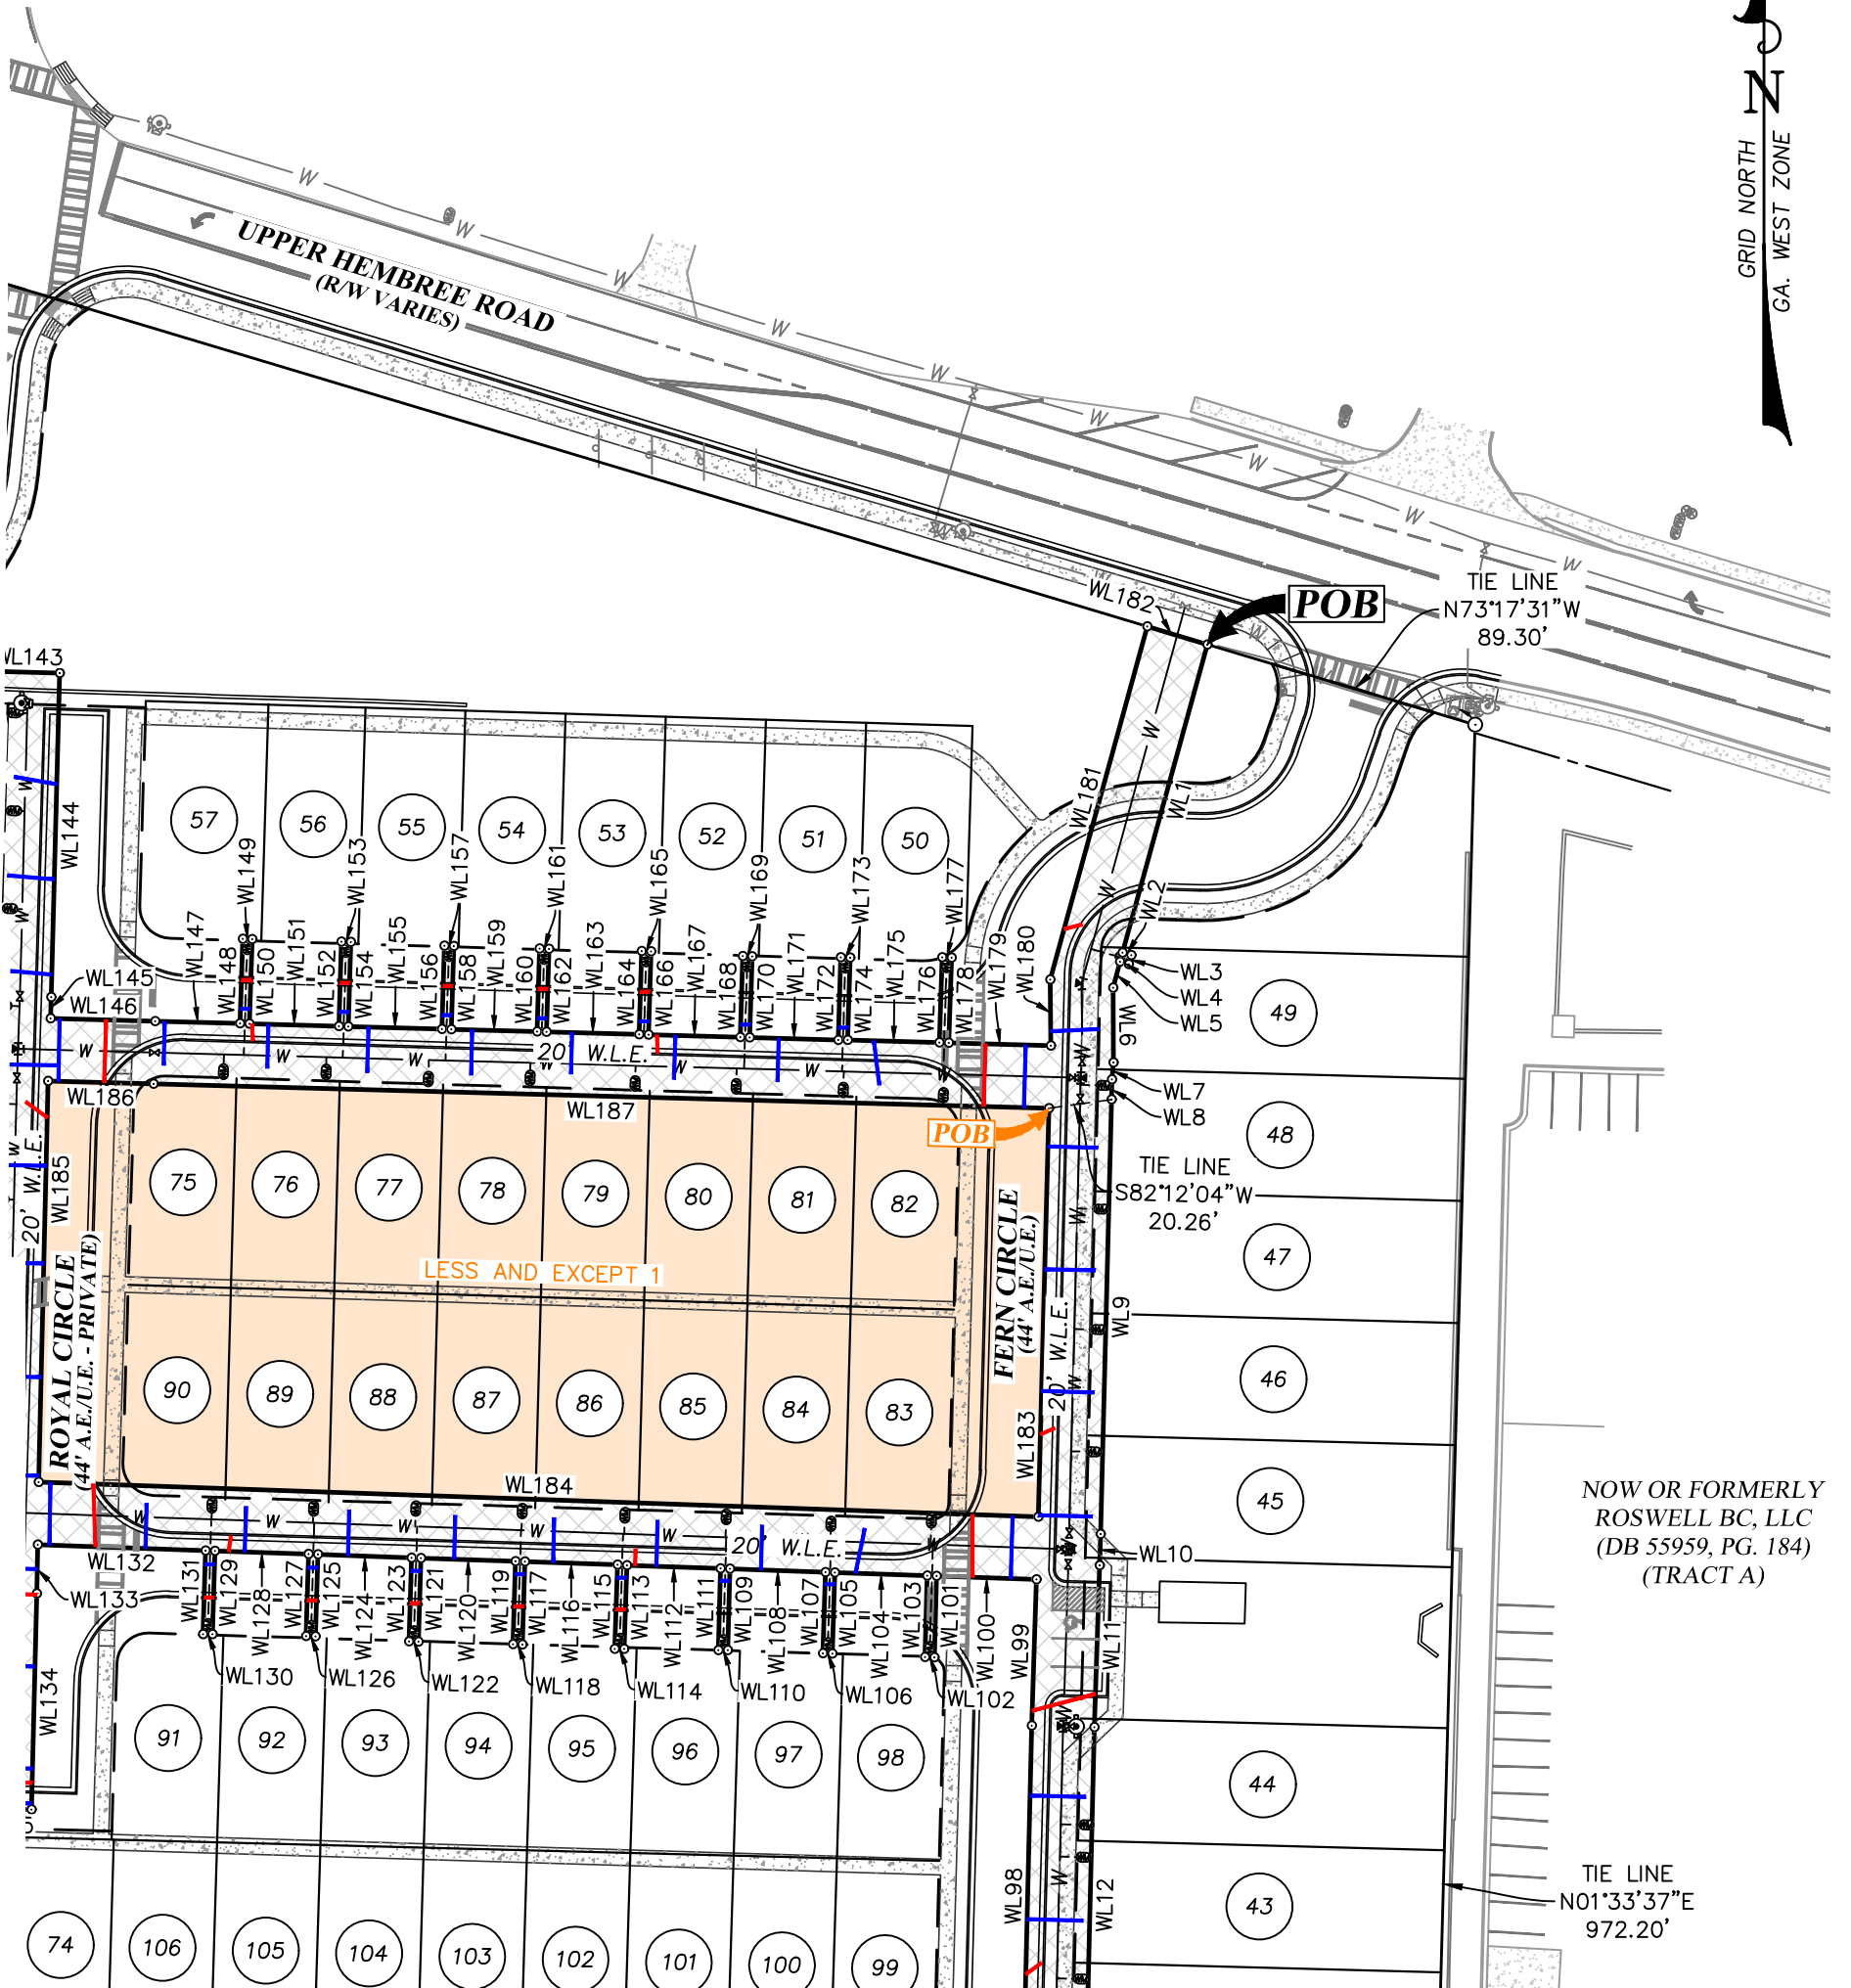 N
GRID NORTH
GA. WEST ZONE
W
W
W
W
W
W
W
W
W
UPPER HEMBREE ROAD
(R/W VARIES)
WL182
POB
TIE LINE
N73°17'31"W
89.30'
WL143
WL144
WL145
WL146
WL181
WL1
WL2
57
56
55
54
53
52
51
50
WL149
WL153
WL157
WL161
WL165
WL169
WL173
WL177
WL147
WL148
WL150
WL151
WL152
WL154
WL155
WL156
WL158
WL159
WL160
WL162
WL163
WL164
WL166
WL167
WL168
WL170
WL171
WL172
WL174
WL175
WL176
WL178
WL179
WL180
WL3
WL4
WL5
WL6
WL7
WL8
49
48
47
46
45
44
43
20' W.L.E.
WL186
WL187
POB
TIE LINE
S82°12'04"W
20.26'
20' W.L.E.
WL185
ROYAL CIRCLE
(44' A.E./U.E. - PRIVATE)
75
76
77
78
79
80
81
82
LESS AND EXCEPT 1
90
89
88
87
86
85
84
83
FERN CIRCLE
(44' A.E./U.E.)
20' W.L.E.
WL9
WL183
WL184
20' W.L.E.
WL10
WL132
WL133
WL134
WL131
WL129
WL128
WL127
WL125
WL124
WL123
WL121
WL120
WL119
WL117
WL116
WL115
WL113
WL112
WL111
WL109
WL108
WL107
WL105
WL104
WL103
WL101
WL100
WL99
WL11
WL130
WL126
WL122
WL118
WL114
WL110
WL106
WL102
91
92
93
94
95
96
97
98
WL98
WL12
74
106
105
104
103
102
101
100
99
NOW OR FORMERLY
ROSWELL BC, LLC
(DB 55959, PG. 184)
(TRACT A)
TIE LINE
N01°33'37"E
972.20'